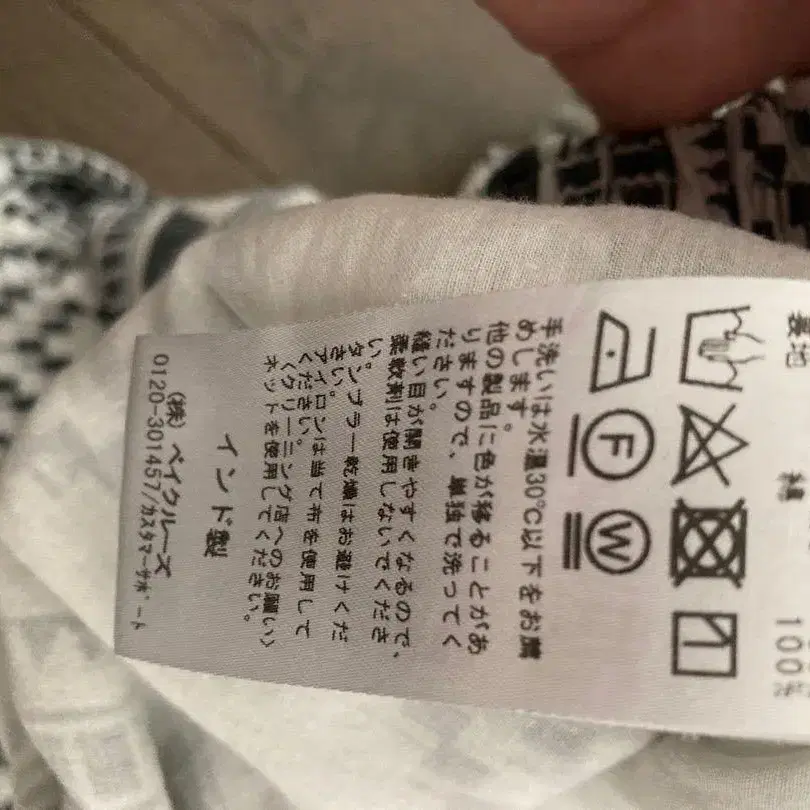 裏地 綿 100%
F
W
手洗いは水温30℃以下をお薦
めします。
他の製品に色が移ることがあ
りますので、単独で洗ってく
ださい。
縫い目が開きやすくなるので、
柔軟剤は使用しないでくださ
い。
タンブラー乾燥はお避けくだ
さい。
アイロンは当て布を使用して
ください。
くクリーニング店へのお願い〉
ネットを使用してください。
インド製
(株) ベイクルーズ
0120-301457/カスタマーサポート